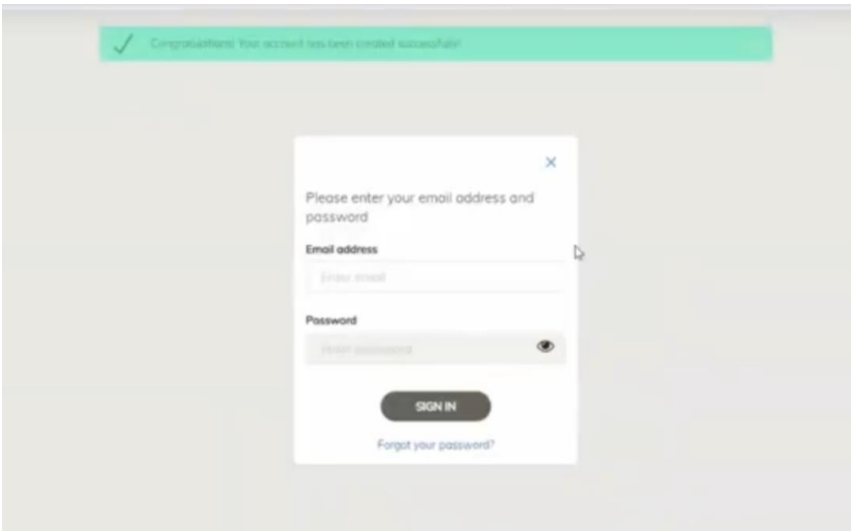 Congratulations! Your account has been created successfully!
Please enter your email address and
password
Email address
Enter email
Password
Enter password
SIGN IN
Forgot your password?